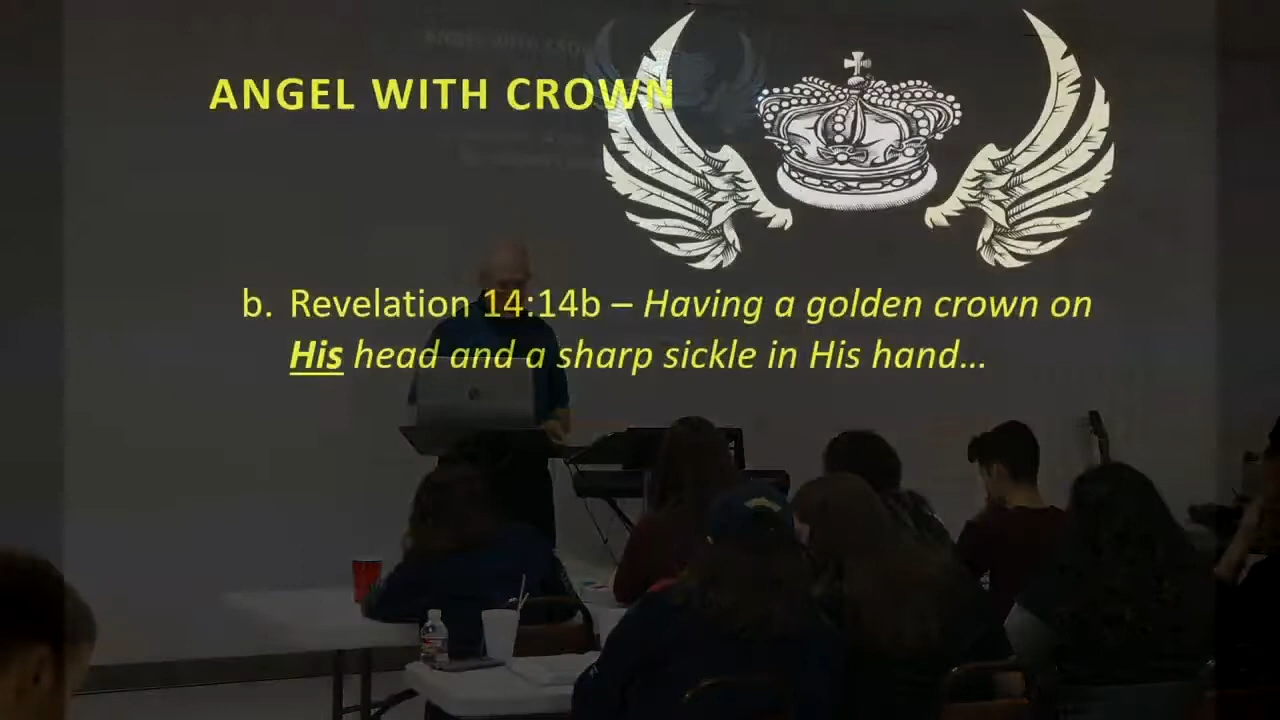 ANGEL WITH CROWN
b. Revelation 14:14b – Having a golden crown on
His head and a sharp sickle in His hand...